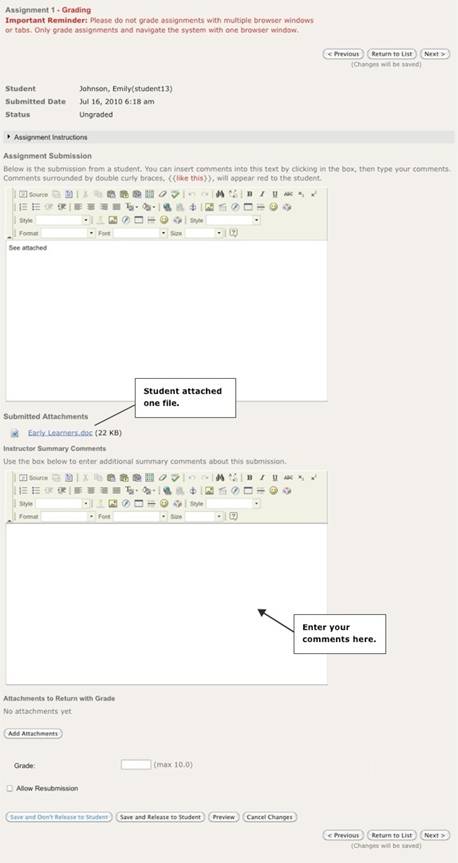 Assignment 1 - Grading
Important Reminder: Please do not grade assignments with multiple browser windows
or tabs. Only grade assignments and navigate the system with one browser window.
< Previous Return to List Next >
(Changes will be saved)
Student Johnson, Emily(student13)
Submitted Date Jul 16, 2010 6:18 am
Status Ungraded
Assignment Instructions
Assignment Submission
Below is the submission from a student. You can insert comments into this text by clicking in the box, then type your comments.
Comments surrounded by double curly braces, {{like this}}, will appear red to the student.
Source B I U ABC x₂ x²
Style Style
Format Font Size
See attached
Student attached
one file.
Submitted Attachments
Early Learners.doc (22 KB)
Instructor Summary Comments
Use the box below to enter additional summary comments about this submission.
Source B I U ABC x₂ x²
Style Style
Format Font Size
Enter your
comments here.
Attachments to Return with Grade
No attachments yet
Add Attachments
Grade: (max 10.0)
Allow Resubmission
Save and Don't Release to Student Save and Release to Student Preview Cancel Changes
< Previous Return to List Next >
(Changes will be saved)